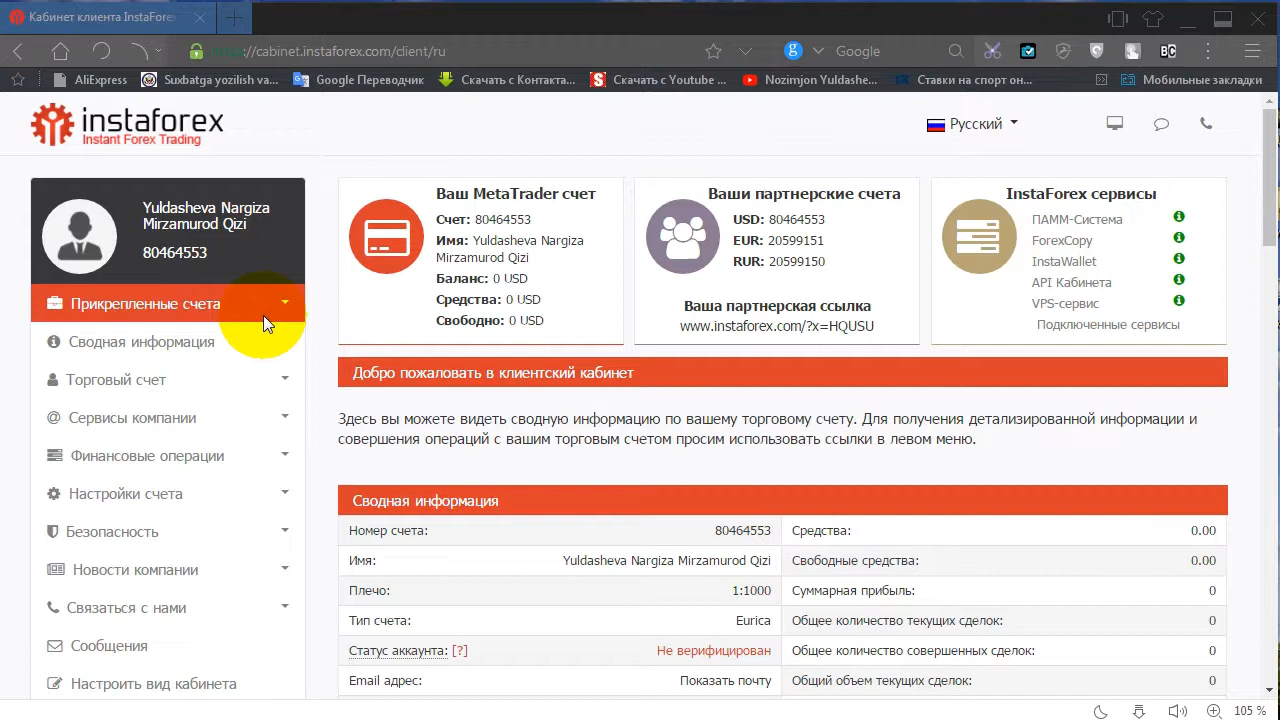 Кабинет клиента InstaForex
://cabinet.instaforex.com/client/ru
Google
AliExpress
Suxbatga yozilish va...
Google Переводчик
Скачать с Контакта...
Скачать с Youtube ...
Nozimjon Yuldashe...
Ставки на спорт он...
Мобильные закладки
instaforex
Instant Forex Trading
Русский
Yuldasheva Nargiza
Mirzamurod Qizi
80464553
Прикрепленные счета
Сводная информация
Торговый счет
Сервисы компании
Финансовые операции
Настройки счета
Безопасность
Новости компании
Связаться с нами
Сообщения
Настроить вид кабинета
Ваш MetaTrader счет
Счет: 80464553
Имя: Yuldasheva Nargiza
Mirzamurod Qizi
Баланс: 0 USD
Средства: 0 USD
Свободно: 0 USD
Ваши партнерские счета
USD: 80464553
EUR: 20599151
RUR: 20599150
Ваша партнерская ссылка
www.instaforex.com/?x=HQUSU
InstaForex сервисы
ПАММ-Система
ForexCopy
InstaWallet
API Кабинета
VPS-сервис
Подключенные сервисы
Добро пожаловать в клиентский кабинет
Здесь вы можете видеть сводную информацию по вашему торговому счету. Для получения детализированной информации и
совершения операций с вашим торговым счетом просим использовать ссылки в левом меню.
Сводная информация
Номер счета: 80464553 Средства: 0.00
Имя: Yuldasheva Nargiza Mirzamurod Qizi Свободные средства: 0.00
Плечо: 1:1000 Суммарная прибыль: 0
Тип счета: Eurica Общее количество текущих сделок: 0
Статус аккаунта: [?] Не верифицирован Общее количество совершенных сделок: 0
Email адрес: Показать почту Общий объем текущих сделок: 0
105 %